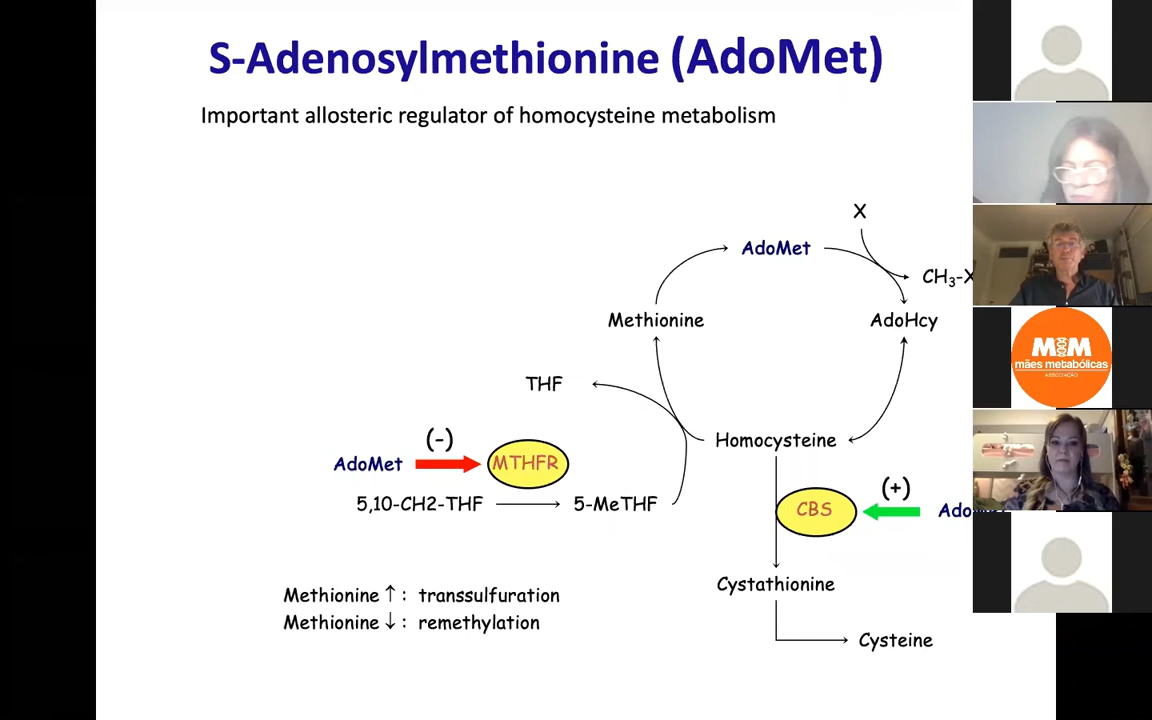 S-Adenosylmethionine (AdoMet)
Important allosteric regulator of homocysteine metabolism
X
AdoMet
CH3-X
Methionine
AdoHcy
THF
Homocysteine
(-)
AdoMet
MTHFR
5,10-CH2-THF
5-MeTHF
(+)
CBS
Methionine ↑ : transsulfuration
Cystathionine
Methionine ↓ : remethylation
Cysteine
M M
mães metabólicas
ASSOCIAÇÃO